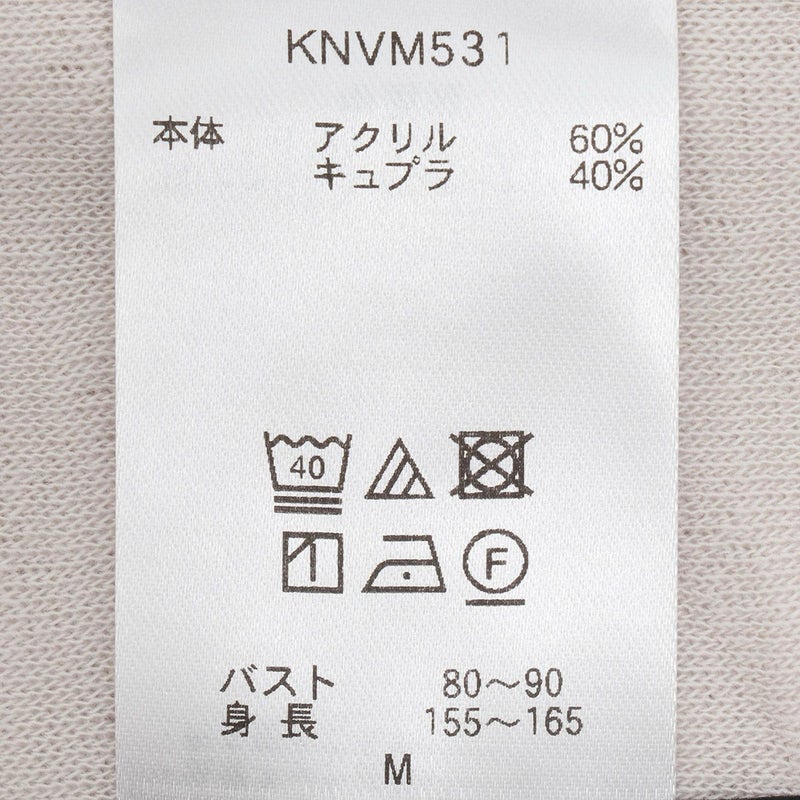 KNVM531
本体 アクリル 60%
キュプラ 40%
40
F
バスト 80～90
身長 155～165
M